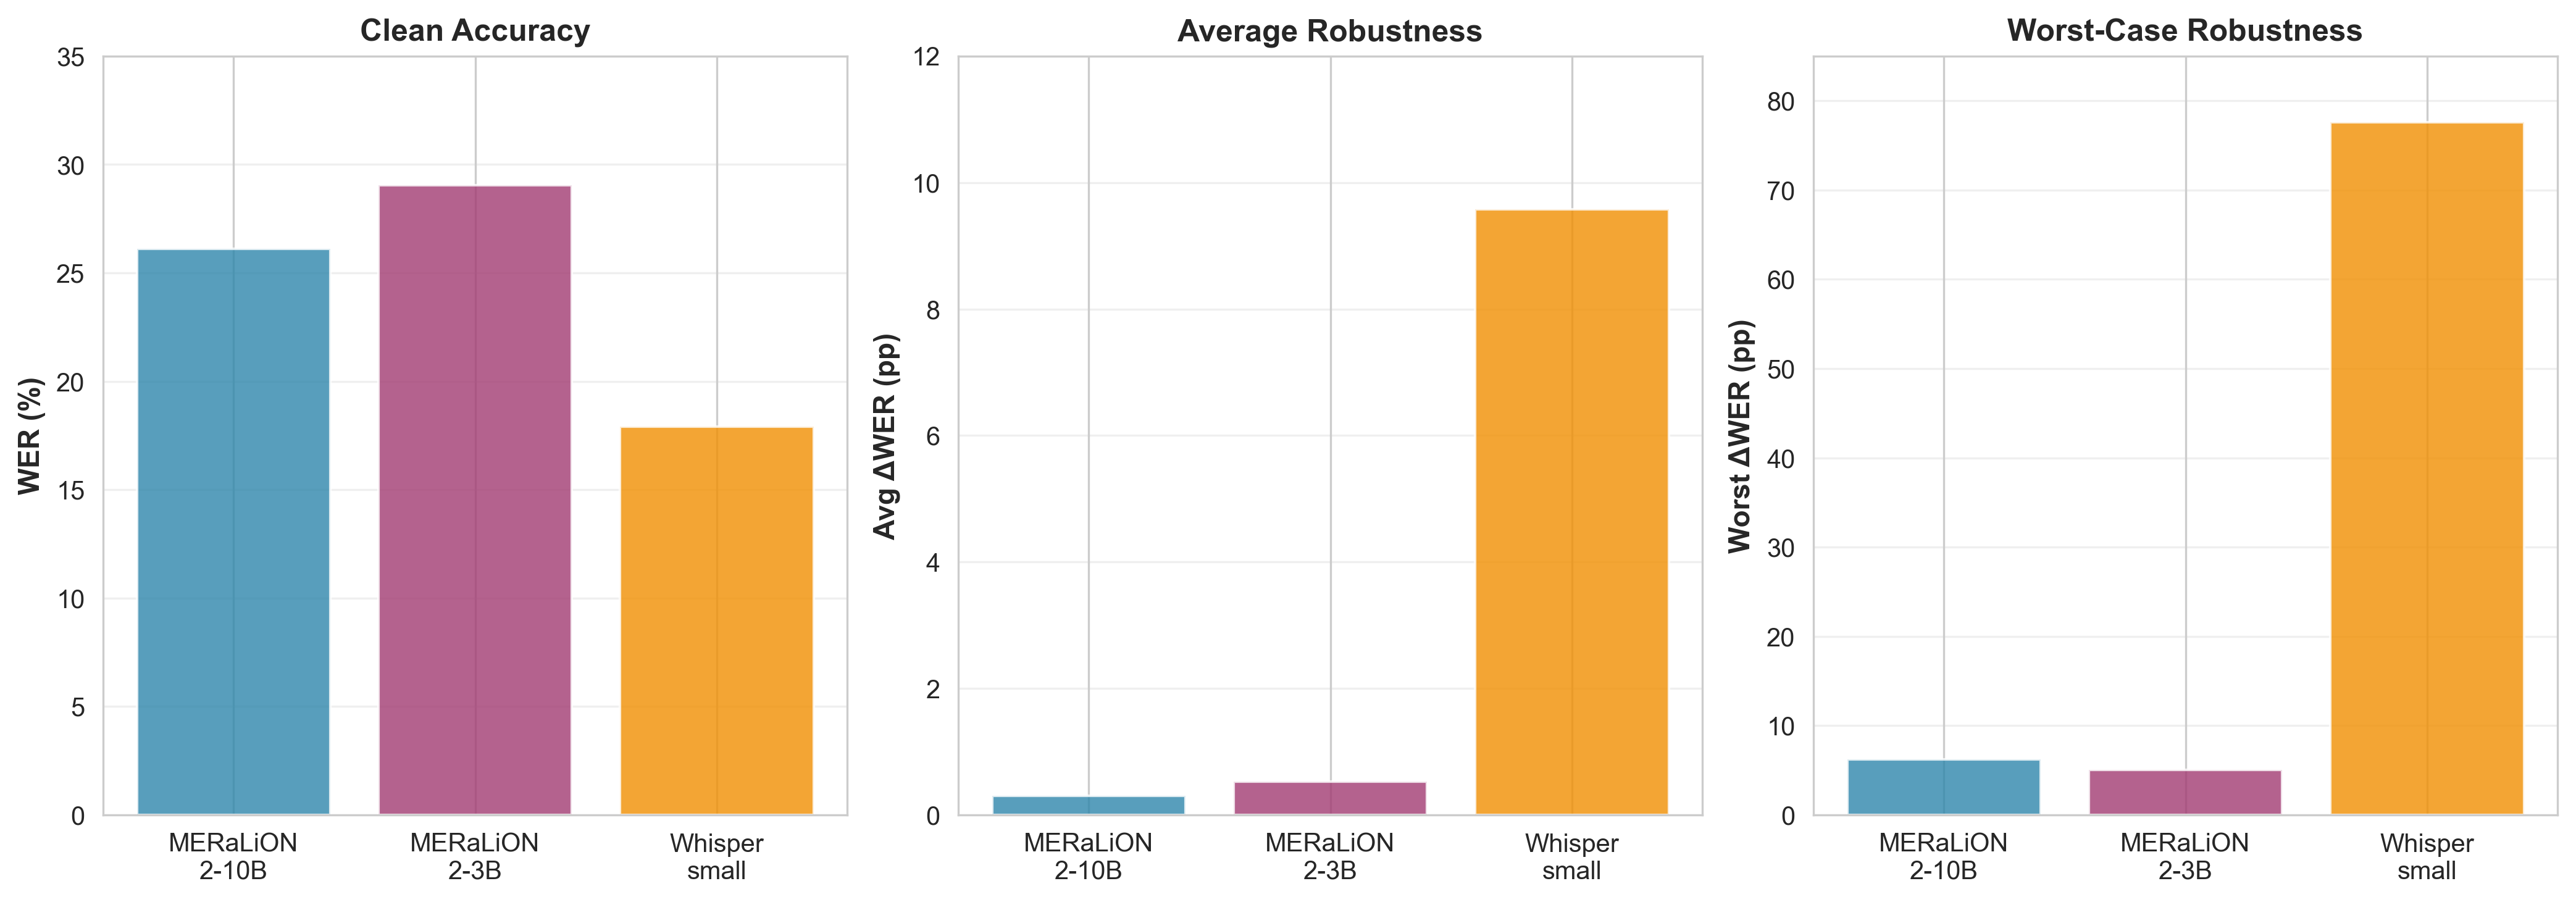 Clean Accuracy
WER (%)
35
30
25
20
15
10
5
0
MERaLiON
2-10B
MERaLiON
2-3B
Whisper
small
Average Robustness
Avg ΔWER (pp)
12
10
8
6
4
2
0
MERaLiON
2-10B
MERaLiON
2-3B
Whisper
small
Worst-Case Robustness
Worst ΔWER (pp)
80
70
60
50
40
30
20
10
0
MERaLiON
2-10B
MERaLiON
2-3B
Whisper
small